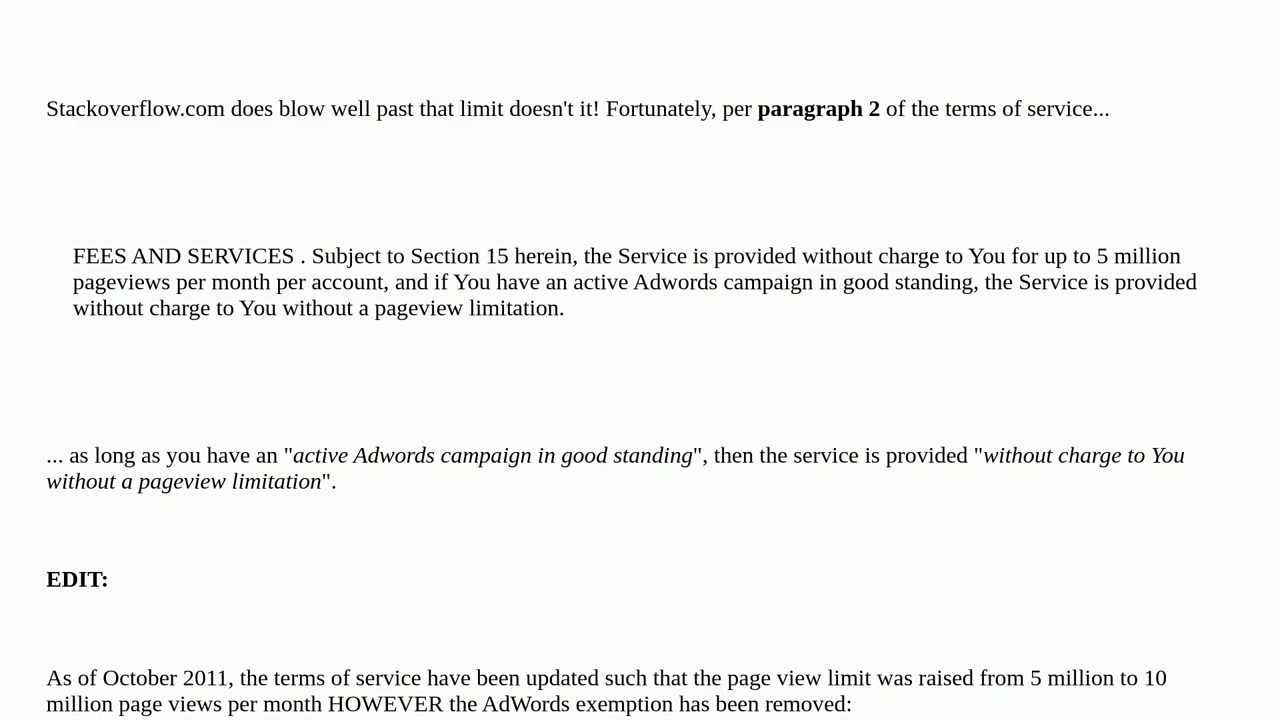 Stackoverflow.com does blow well past that limit doesn't it! Fortunately, per paragraph 2 of the terms of service...
FEES AND SERVICES . Subject to Section 15 herein, the Service is provided without charge to You for up to 5 million
pageviews per month per account, and if You have an active Adwords campaign in good standing, the Service is provided
without charge to You without a pageview limitation.
... as long as you have an "active Adwords campaign in good standing", then the service is provided "without charge to You
without a pageview limitation".
EDIT:
As of October 2011, the terms of service have been updated such that the page view limit was raised from 5 million to 10
million page views per month HOWEVER the AdWords exemption has been removed: